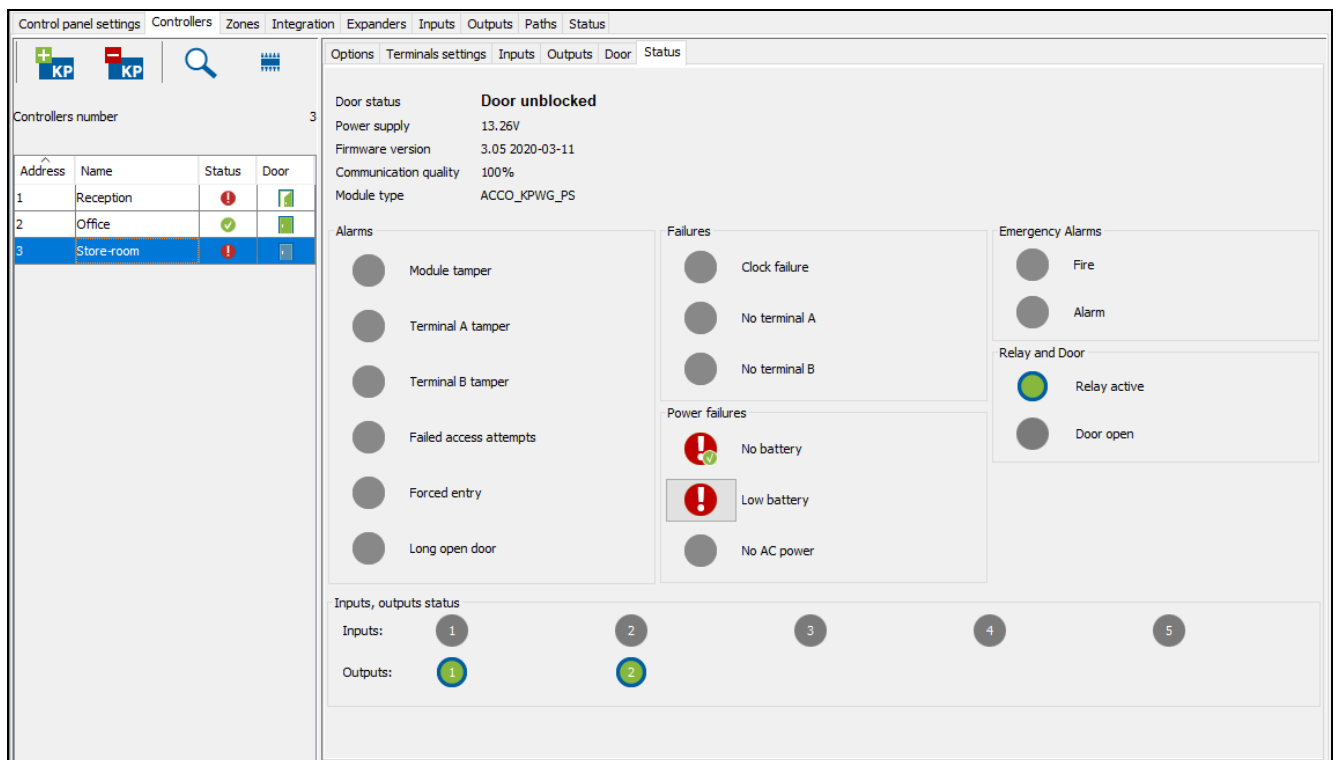 Control panel settings Controllers Zones Integration Expanders Inputs Outputs Paths Status
KP KP
Options Terminals settings Inputs Outputs Door Status
Controllers number 3
Address Name Status Door
1 Reception
2 Office
3 Store-room
Door status Door unblocked
Power supply 13.26V
Firmware version 3.05 2020-03-11
Communication quality 100%
Module type ACCO_KPWG_PS
Alarms
Module tamper
Terminal A tamper
Terminal B tamper
Failed access attempts
Forced entry
Long open door
Failures
Clock failure
No terminal A
No terminal B
Power failures
No battery
Low battery
No AC power
Emergency Alarms
Fire
Alarm
Relay and Door
Relay active
Door open
Inputs, outputs status
Inputs: 1 2 3 4 5
Outputs: 1 2